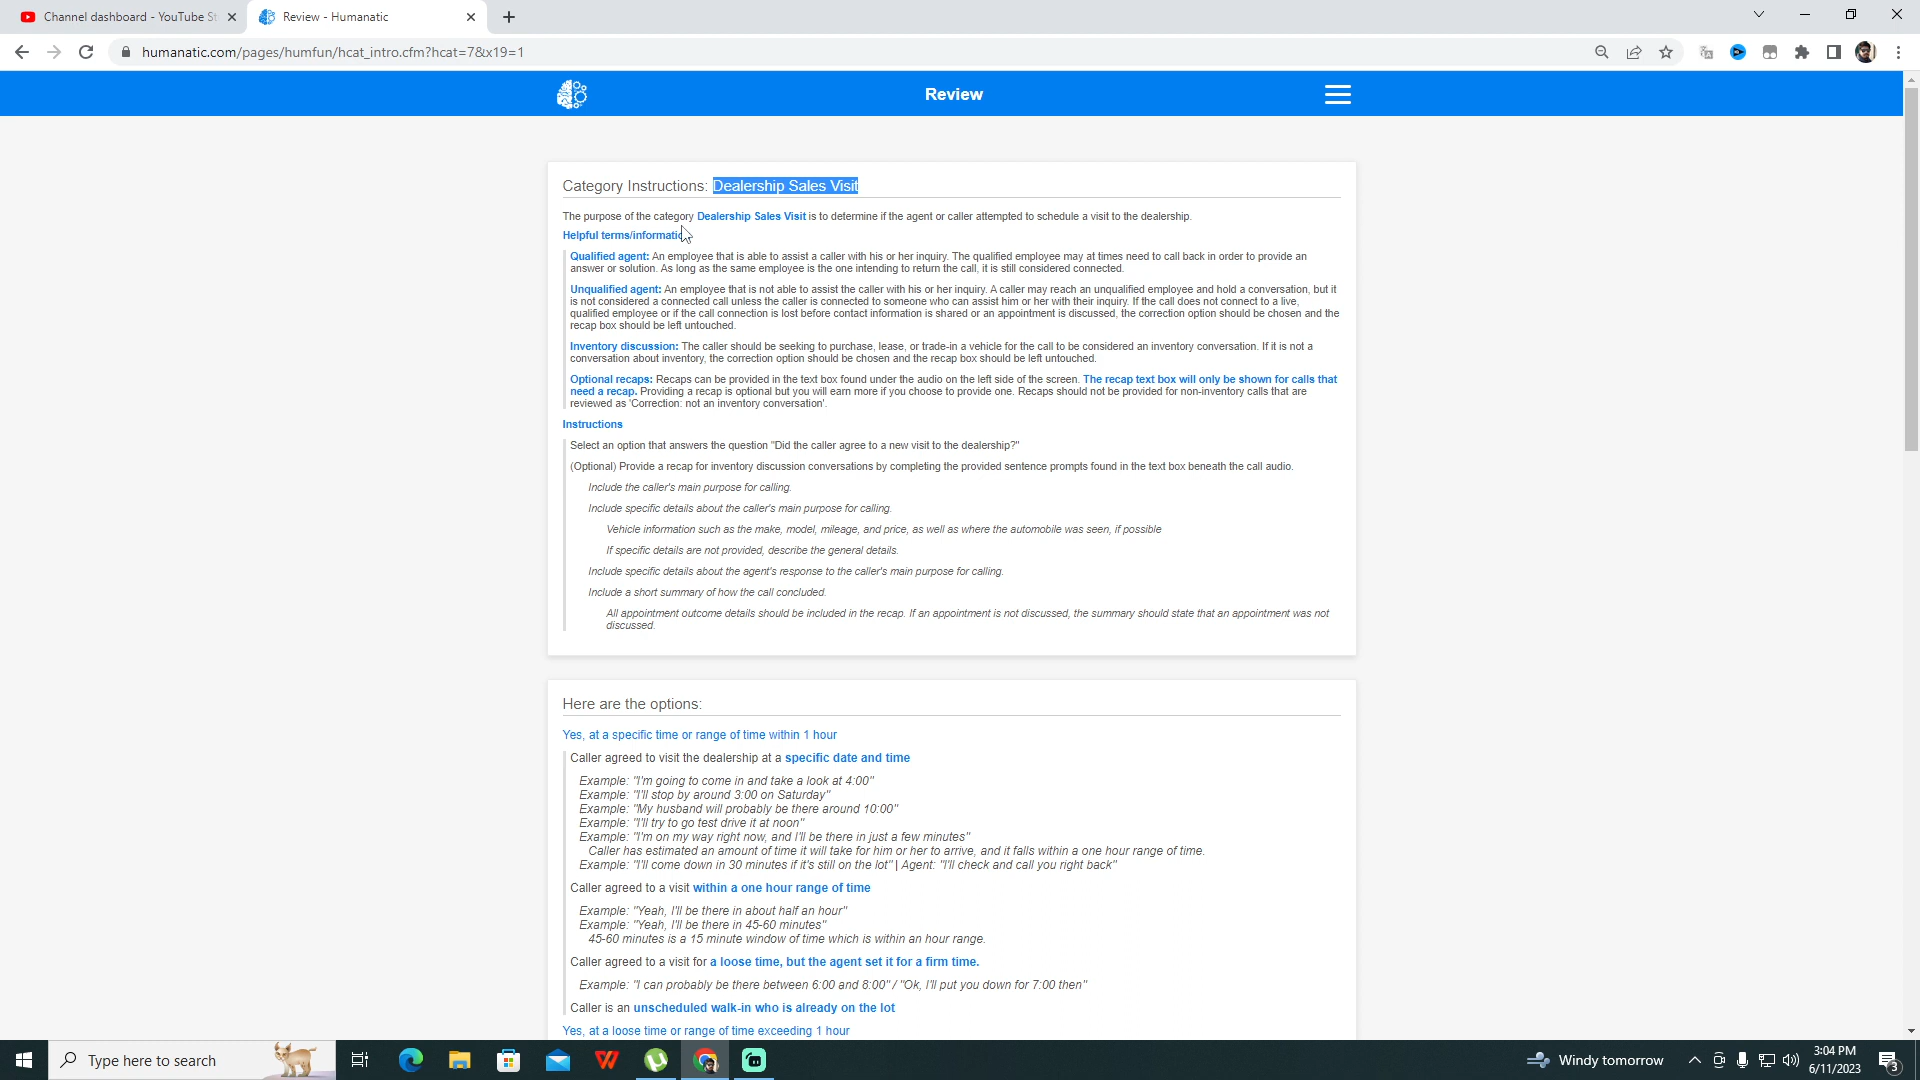 Channel dashboard - YouTube St
Review - Humanatic
humanatic.com/pages/humfun/hcat_intro.cfm?hcat=7&x19=1
Review
Category Instructions: Dealership Sales Visit
The purpose of the category Dealership Sales Visit is to determine if the agent or caller attempted to schedule a visit to the dealership.
Helpful terms/informatio
Qualified agent: An employee that is able to assist a caller with his or her inquiry. The qualified employee may at times need to call back in order to provide an
answer or solution. As long as the same employee is the one intending to return the call, it is still considered connected.
Unqualified agent: An employee that is not able to assist the caller with his or her inquiry. A caller may reach an unqualified employee and hold a conversation, but it
is not considered a connected call unless the caller is connected to someone who can assist him or her with their inquiry. If the call does not connect to a live,
qualified employee or if the call connection is lost before contact information is shared or an appointment is discussed, the correction option should be chosen and the
recap box should be left untouched.
Inventory discussion: The caller should be seeking to purchase, lease, or trade-in a vehicle for the call to be considered an inventory conversation. If it is not a
conversation about inventory, the correction option should be chosen and the recap box should be left untouched.
Optional recaps: Recaps can be provided in the text box found under the audio on the left side of the screen. The recap text box will only be shown for calls that
need a recap. Providing a recap is optional but you will earn more if you choose to provide one. Recaps should not be provided for non-inventory calls that are
reviewed as 'Correction: not an inventory conversation'.
Instructions
Select an option that answers the question "Did the caller agree to a new visit to the dealership?"
(Optional) Provide a recap for inventory discussion conversations by completing the provided sentence prompts found in the text box beneath the call audio.
Include the caller's main purpose for calling.
Include specific details about the caller's main purpose for calling.
Vehicle information such as the make, model, mileage, and price, as well as where the automobile was seen, if possible
If specific details are not provided, describe the general details.
Include specific details about the agent's response to the caller's main purpose for calling.
Include a short summary of how the call concluded.
All appointment outcome details should be included in the recap. If an appointment is not discussed, the summary should state that an appointment was not
discussed.
Here are the options:
Yes, at a specific time or range of time within 1 hour
Caller agreed to visit the dealership at a specific date and time
Example: "I'm going to come in and take a look at 4:00"
Example: "I'll stop by around 3:00 on Saturday"
Example: "My husband will probably be there around 10:00"
Example: "I'll try to go test drive it at noon"
Example: "I'm on my way right now, and I'll be there in just a few minutes"
Caller has estimated an amount of time it will take for him or her to arrive, and it falls within a one hour range of time.
Example: "I'll come down in 30 minutes if it's still on the lot" | Agent: "I'll check and call you right back"
Caller agreed to a visit within a one hour range of time
Example: "Yeah, I'll be there in about half an hour"
Example: "Yeah, I'll be there in 45-60 minutes"
45-60 minutes is a 15 minute window of time which is within an hour range.
Caller agreed to a visit for a loose time, but the agent set it for a firm time.
Example: "I can probably be there between 6:00 and 8:00" / "Ok, I'll put you down for 7:00 then"
Caller is an unscheduled walk-in who is already on the lot
Yes, at a loose time or range of time exceeding 1 hour
Type here to search
Windy tomorrow
3:04 PM
6/11/2023
3